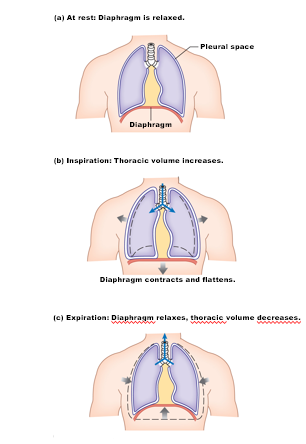 (a) At rest: Diaphragm is relaxed.
Pleural space
Diaphragm
(b) Inspiration: Thoracic volume increases.
Diaphragm contracts and flattens.
(c) Expiration: Diaphragm relaxes, thoracic volume decreases.